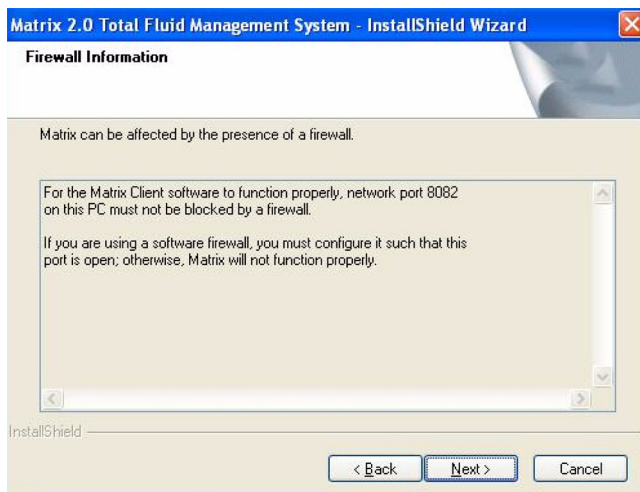 Matrix 2.0 Total Fluid Management System - InstallShield Wizard
Firewall Information
Matrix can be affected by the presence of a firewall.
For the Matrix Client software to function properly, network port 8082
on this PC must not be blocked by a firewall.
If you are using a software firewall, you must configure it such that this
port is open; otherwise, Matrix will not function properly.
InstallShield
< Back Next > Cancel